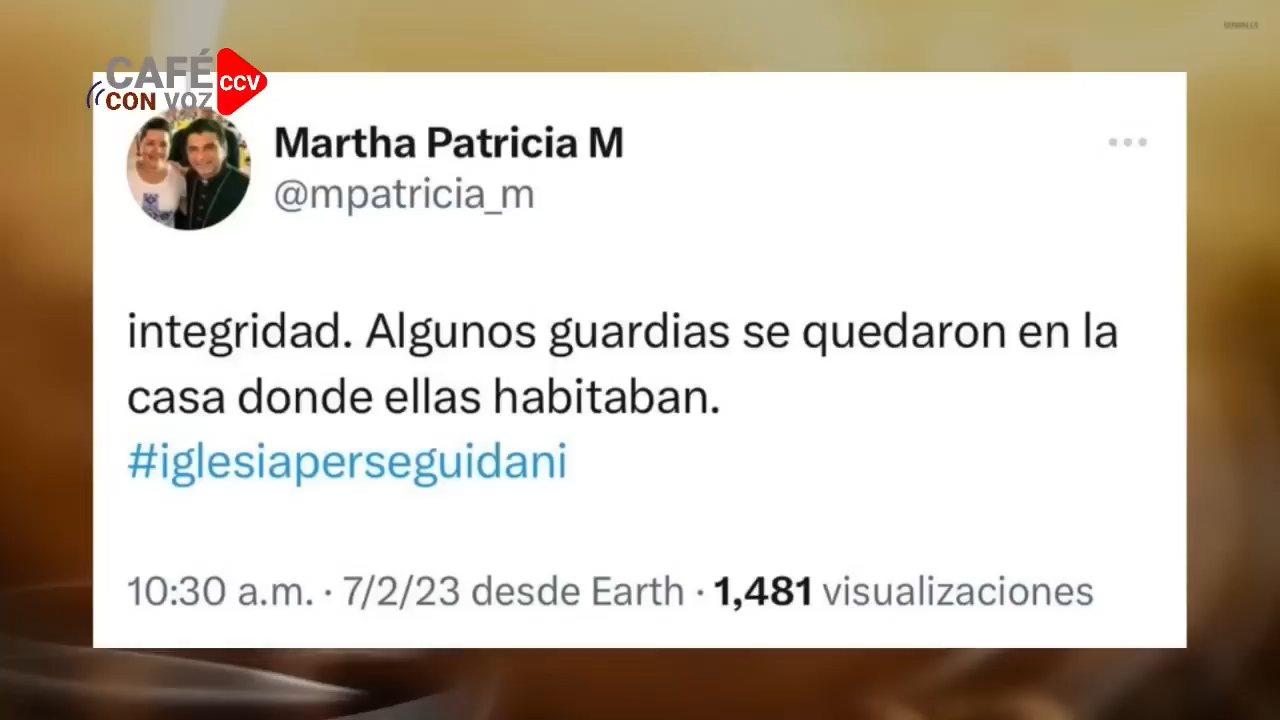 CAFÉ
CON VOZ
CCV
Martha Patricia M
@mpatricia_m
integridad. Algunos guardias se quedaron en la
casa donde ellas habitaban.
#iglesiaperseguidani
10:30 a.m. · 7/2/23 desde Earth · 1,481 visualizaciones